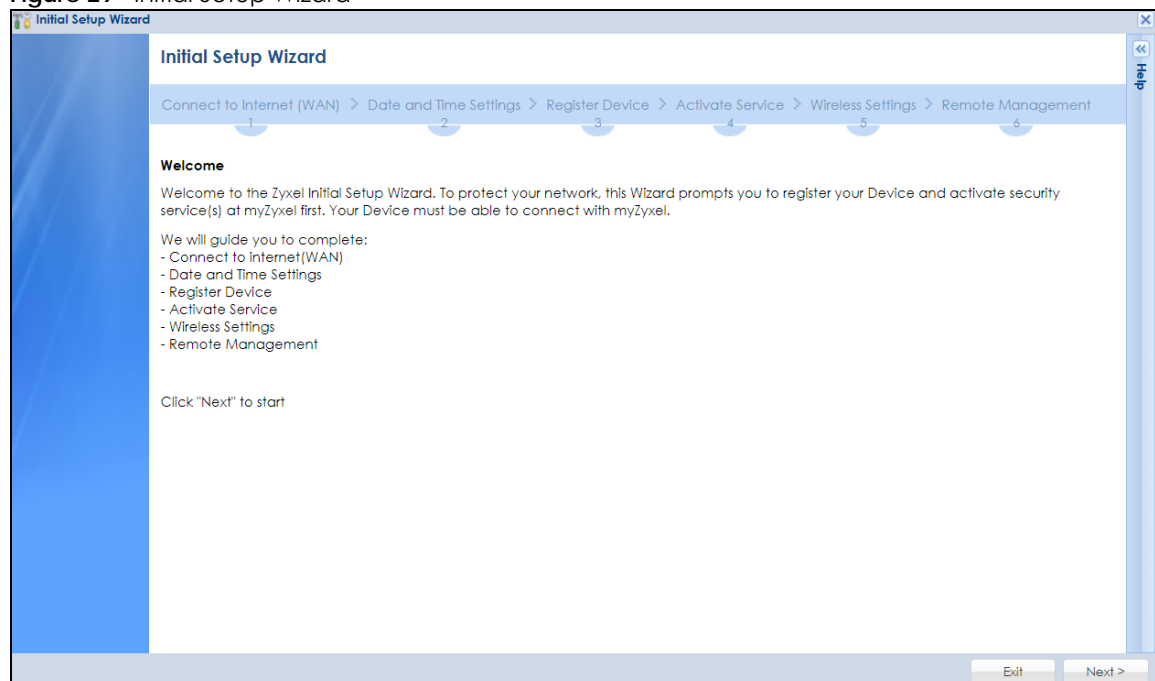 Figure 29 Initial Setup Wizard
Initial Setup Wizard
Initial Setup Wizard
Help
Connect to Internet (WAN) > Date and Time Settings > Register Device > Activate Service > Wireless Settings > Remote Management
1 2 3 4 5 6
Welcome
Welcome to the Zyxel Initial Setup Wizard. To protect your network, this Wizard prompts you to register your Device and activate security
service(s) at myZyxel first. Your Device must be able to connect with myZyxel.
We will guide you to complete:
- Connect to internet(WAN)
- Date and Time Settings
- Register Device
- Activate Service
- Wireless Settings
- Remote Management
Click "Next" to start
Exit
Next >